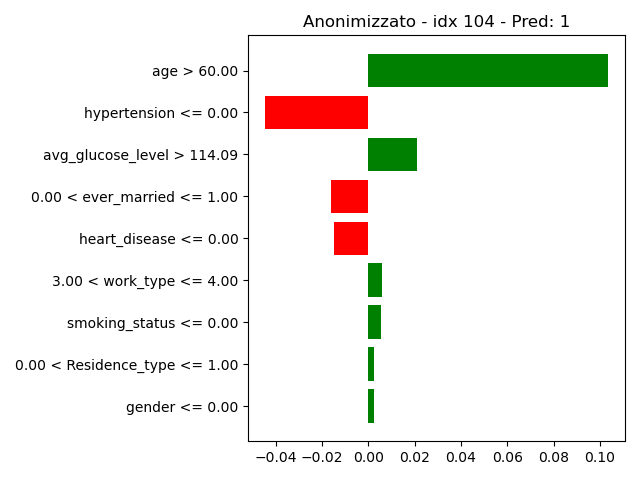 Anonimizzato - idx 104 - Pred: 1
age > 60.00
hypertension <= 0.00
avg_glucose_level > 114.09
0.00 < ever_married <= 1.00
heart_disease <= 0.00
3.00 < work_type <= 4.00
smoking_status <= 0.00
0.00 < Residence_type <= 1.00
gender <= 0.00
−0.04 −0.02 0.00 0.02 0.04 0.06 0.08 0.10